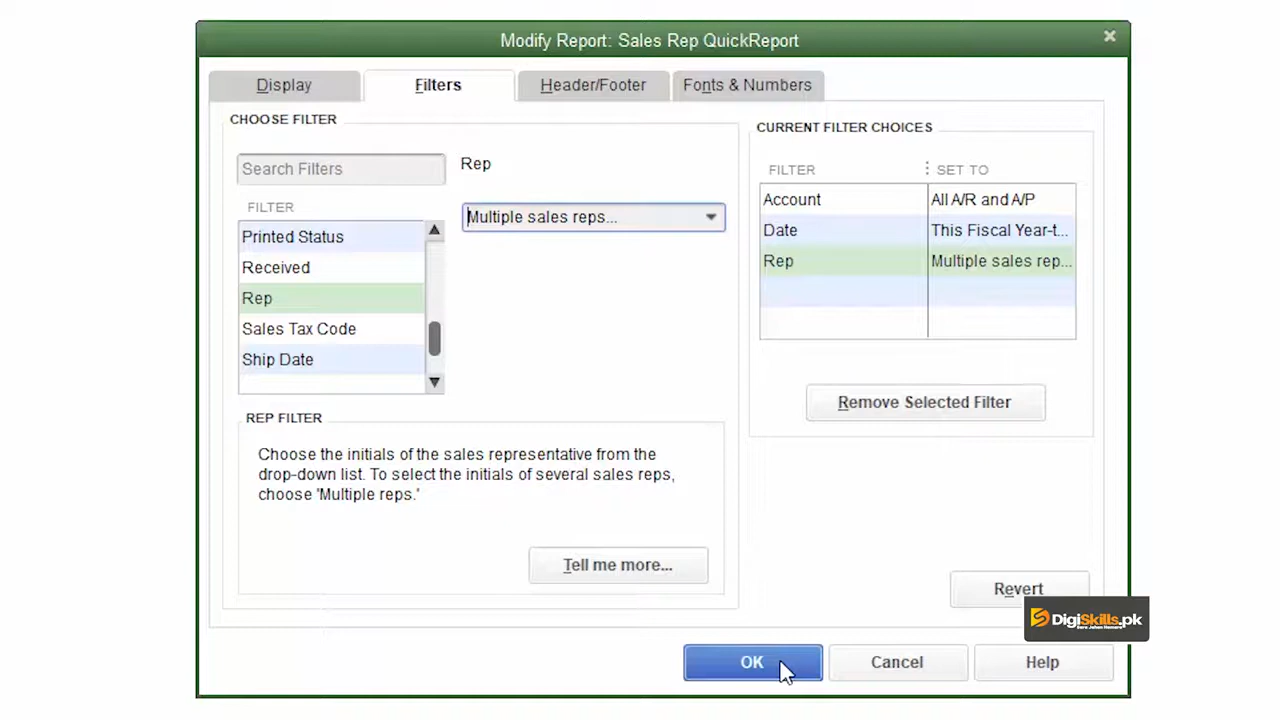 Modify Report: Sales Rep QuickReport
Display
Filters
Header/Footer
Fonts & Numbers
CHOOSE FILTER
Search Filters
Rep
Multiple sales reps...
FILTER
Printed Status
Received
Rep
Sales Tax Code
Ship Date
REP FILTER
Choose the initials of the sales representative from the
drop-down list. To select the initials of several sales reps,
choose 'Multiple reps.'
Tell me more...
CURRENT FILTER CHOICES
FILTER SET TO
Account All A/R and A/P
Date This Fiscal Year-t...
Rep Multiple sales rep...
Remove Selected Filter
Revert
DigiSkills.pk
OK
Cancel
Help